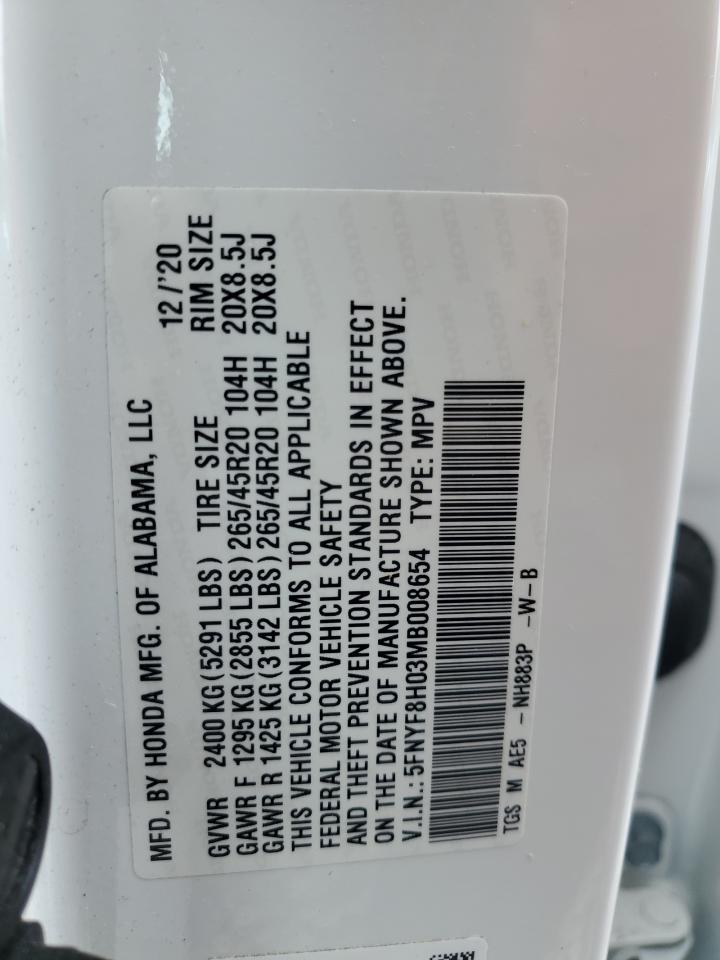 MFD. BY HONDA MFG. OF ALABAMA, LLC 12/'20
GVWR 2400 KG(5291 LBS) TIRE SIZE RIM SIZE
GAWR F 1295 KG(2855 LBS)265/45R20 104H 20X8.5J
GAWR R 1425 KG(3142 LBS)265/45R20 104H 20X8.5J
THIS VEHICLE CONFORMS TO ALL APPLICABLE
FEDERAL MOTOR VEHICLE SAFETY
AND THEFT PREVENTION STANDARDS IN EFFECT
ON THE DATE OF MANUFACTURE SHOWN ABOVE.
V.I.N.: 5FNYF8H03MB008654 TYPE: MPV
TGS M AE5 - NH883P -W-B